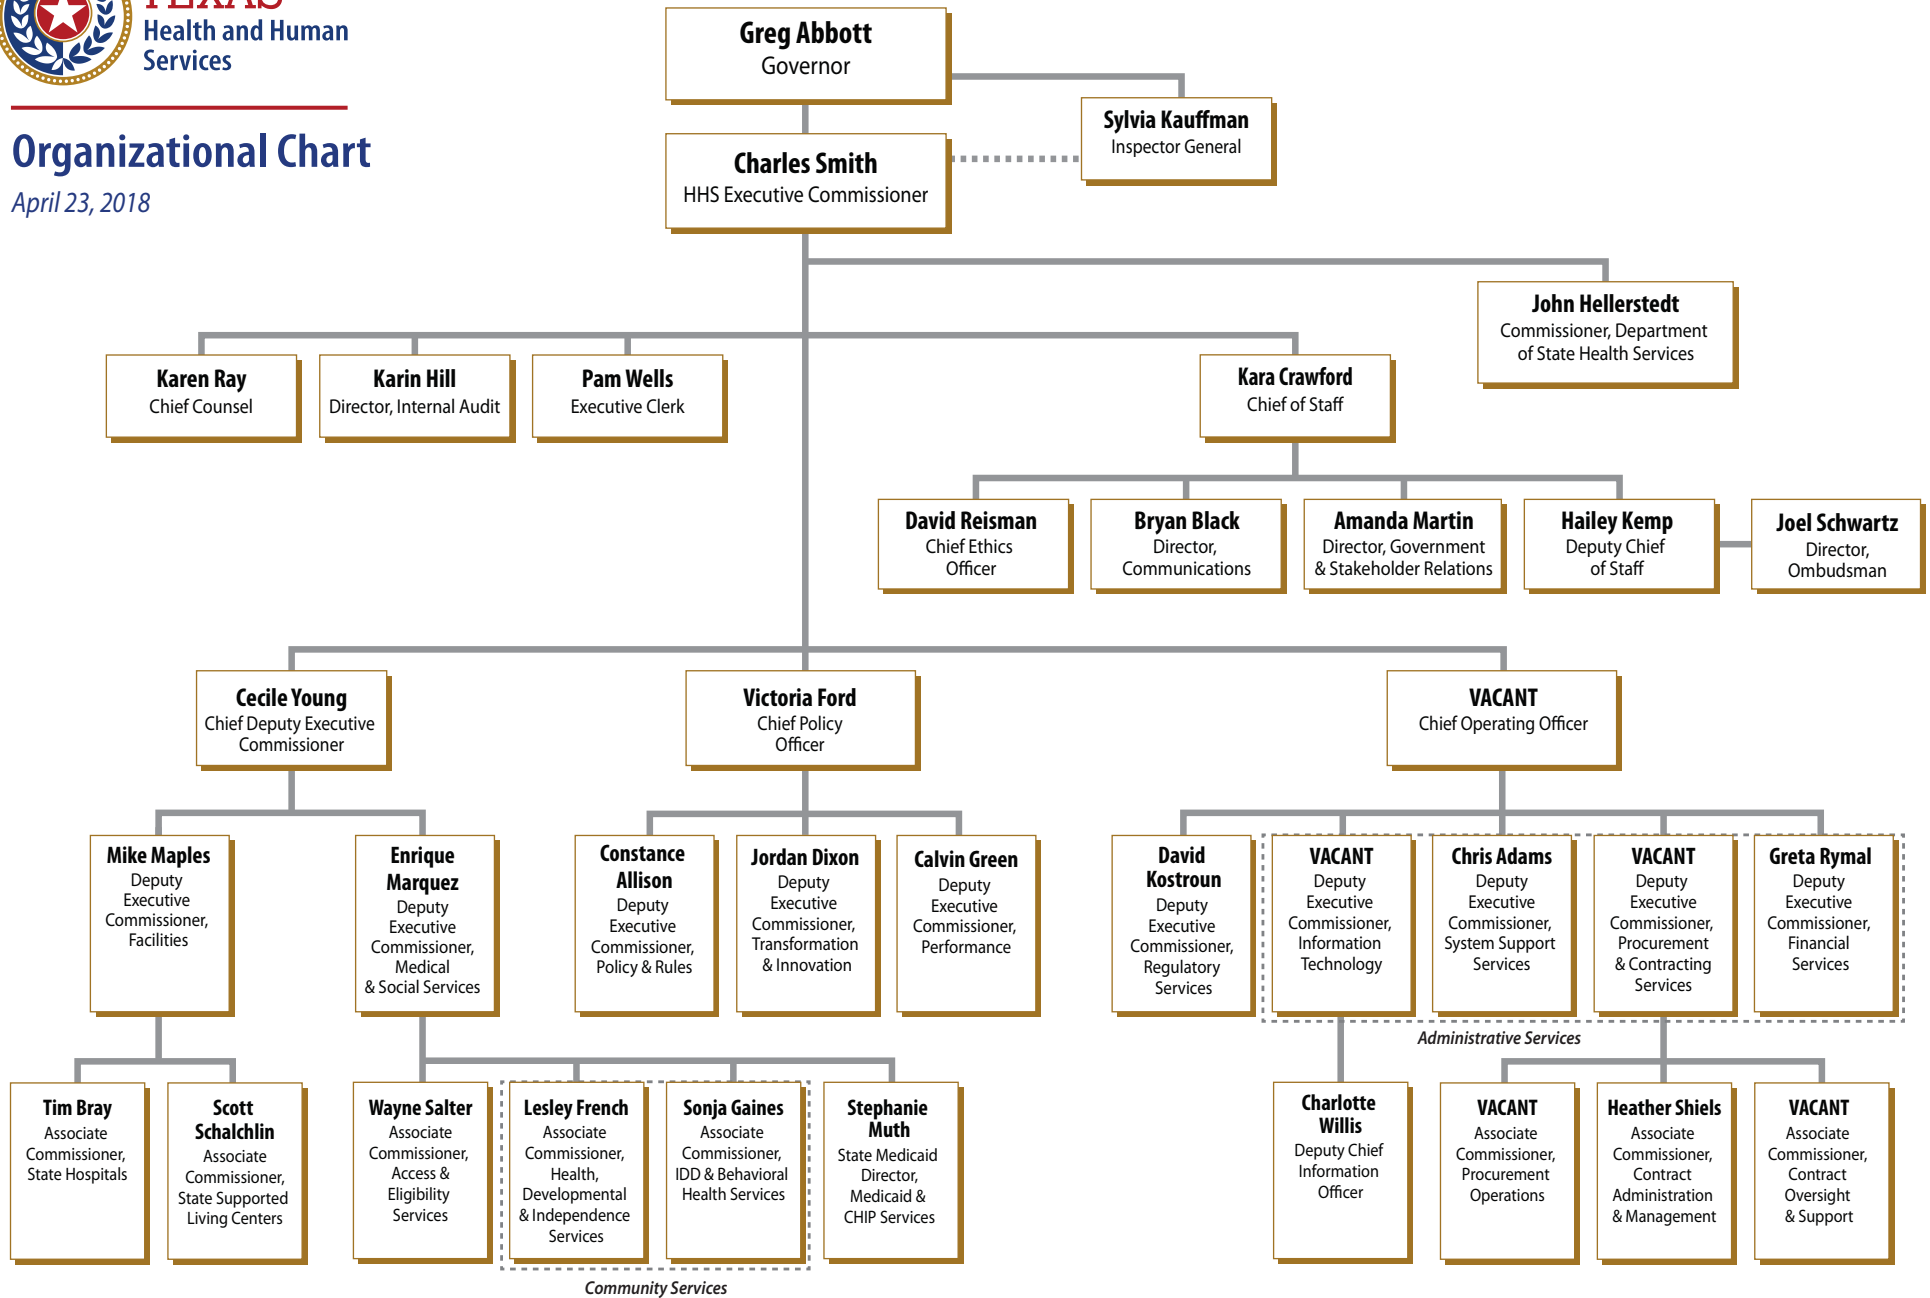 TEXAS
Health and Human
Services
Organizational Chart
April 23, 2018
Greg Abbott
Governor
Sylvia Kauffman
Inspector General
Charles Smith
HHS Executive Commissioner
John Hellerstedt
Commissioner, Department
of State Health Services
Karen Ray
Chief Counsel
Karin Hill
Director, Internal Audit
Pam Wells
Executive Clerk
Kara Crawford
Chief of Staff
David Reisman
Chief Ethics
Officer
Bryan Black
Director,
Communications
Amanda Martin
Director, Government
& Stakeholder Relations
Hailey Kemp
Deputy Chief
of Staff
Joel Schwartz
Director,
Ombudsman
Cecile Young
Chief Deputy Executive
Commissioner
Victoria Ford
Chief Policy
Officer
VACANT
Chief Operating Officer
Mike Maples
Deputy
Executive
Commissioner,
Facilities
Enrique
Marquez
Deputy
Executive
Commissioner,
Medical
& Social Services
Constance
Allison
Deputy
Executive
Commissioner,
Policy & Rules
Jordan Dixon
Deputy
Executive
Commissioner,
Transformation
& Innovation
Calvin Green
Deputy
Executive
Commissioner,
Performance
David
Kostroun
Deputy
Executive
Commissioner,
Regulatory
Services
VACANT
Deputy
Executive
Commissioner,
Information
Technology
Chris Adams
Deputy
Executive
Commissioner,
System Support
Services
VACANT
Deputy
Executive
Commissioner,
Procurement
& Contracting
Services
Greta Rymal
Deputy
Executive
Commissioner,
Financial
Services
Administrative Services
Tim Bray
Associate
Commissioner,
State Hospitals
Scott
Schalchlin
Associate
Commissioner,
State Supported
Living Centers
Wayne Salter
Associate
Commissioner,
Access &
Eligibility
Services
Lesley French
Associate
Commissioner,
Health,
Developmental
& Independence
Services
Sonja Gaines
Associate
Commissioner,
IDD & Behavioral
Health Services
Stephanie
Muth
State Medicaid
Director,
Medicaid &
CHIP Services
Community Services
Charlotte
Willis
Deputy Chief
Information
Officer
VACANT
Associate
Commissioner,
Procurement
Operations
Heather Shiels
Associate
Commissioner,
Contract
Administration
& Management
VACANT
Associate
Commissioner,
Contract
Oversight
& Support